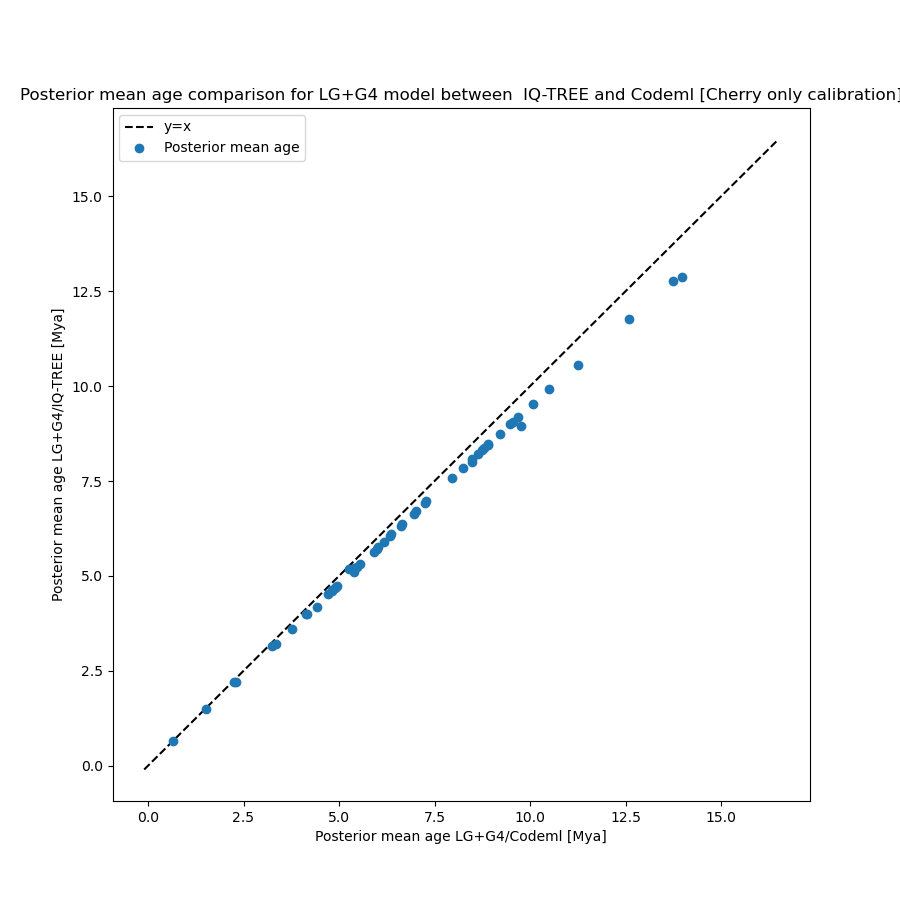 Posterior mean age comparison for LG+G4 model between  IQ-TREE and Codeml [Cherry only calibration]
y=x
Posterior mean age
15.0
12.5
10.0
7.5
5.0
2.5
0.0
Posterior mean age LG+G4/IQ-TREE [Mya]
0.0 2.5 5.0 7.5 10.0 12.5 15.0
Posterior mean age LG+G4/Codeml [Mya]